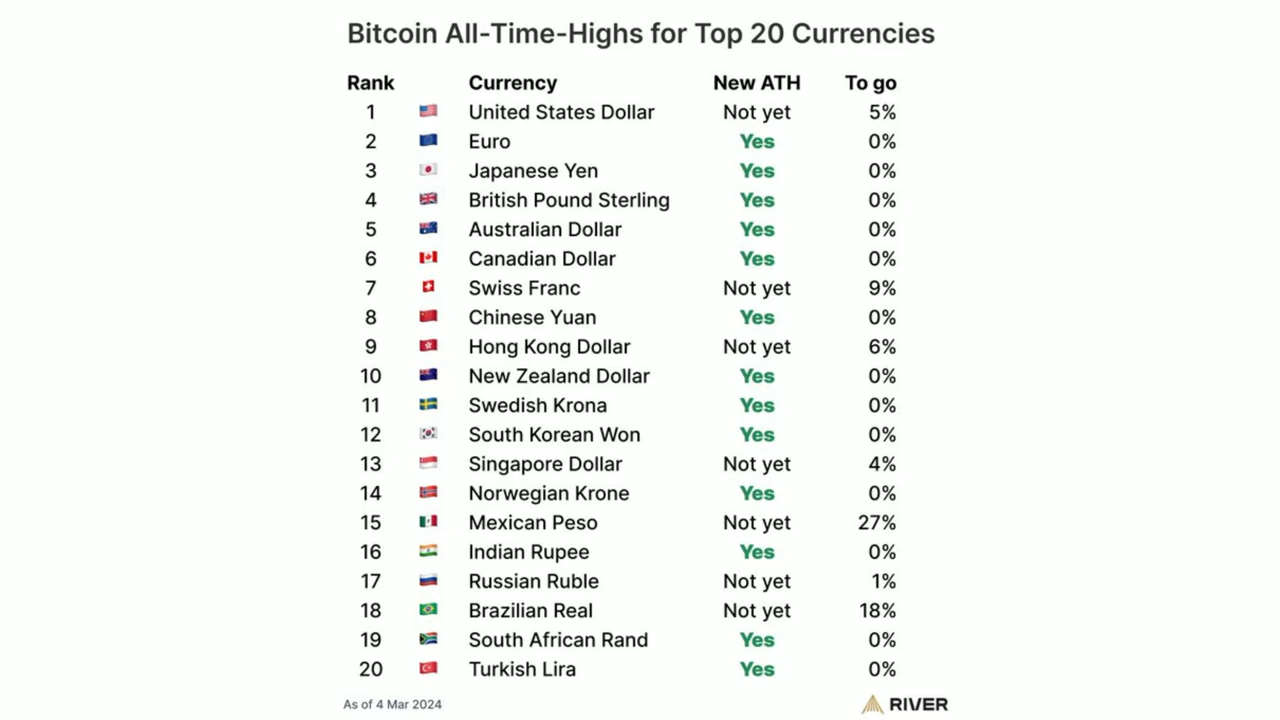 Bitcoin All-Time-Highs for Top 20 Currencies
Rank Currency New ATH To go
1 United States Dollar Not yet 5%
2 Euro Yes 0%
3 Japanese Yen Yes 0%
4 British Pound Sterling Yes 0%
5 Australian Dollar Yes 0%
6 Canadian Dollar Yes 0%
7 Swiss Franc Not yet 9%
8 Chinese Yuan Yes 0%
9 Hong Kong Dollar Not yet 6%
10 New Zealand Dollar Yes 0%
11 Swedish Krona Yes 0%
12 South Korean Won Yes 0%
13 Singapore Dollar Not yet 4%
14 Norwegian Krone Yes 0%
15 Mexican Peso Not yet 27%
16 Indian Rupee Yes 0%
17 Russian Ruble Not yet 1%
18 Brazilian Real Not yet 18%
19 South African Rand Yes 0%
20 Turkish Lira Yes 0%
As of 4 Mar 2024 RIVER